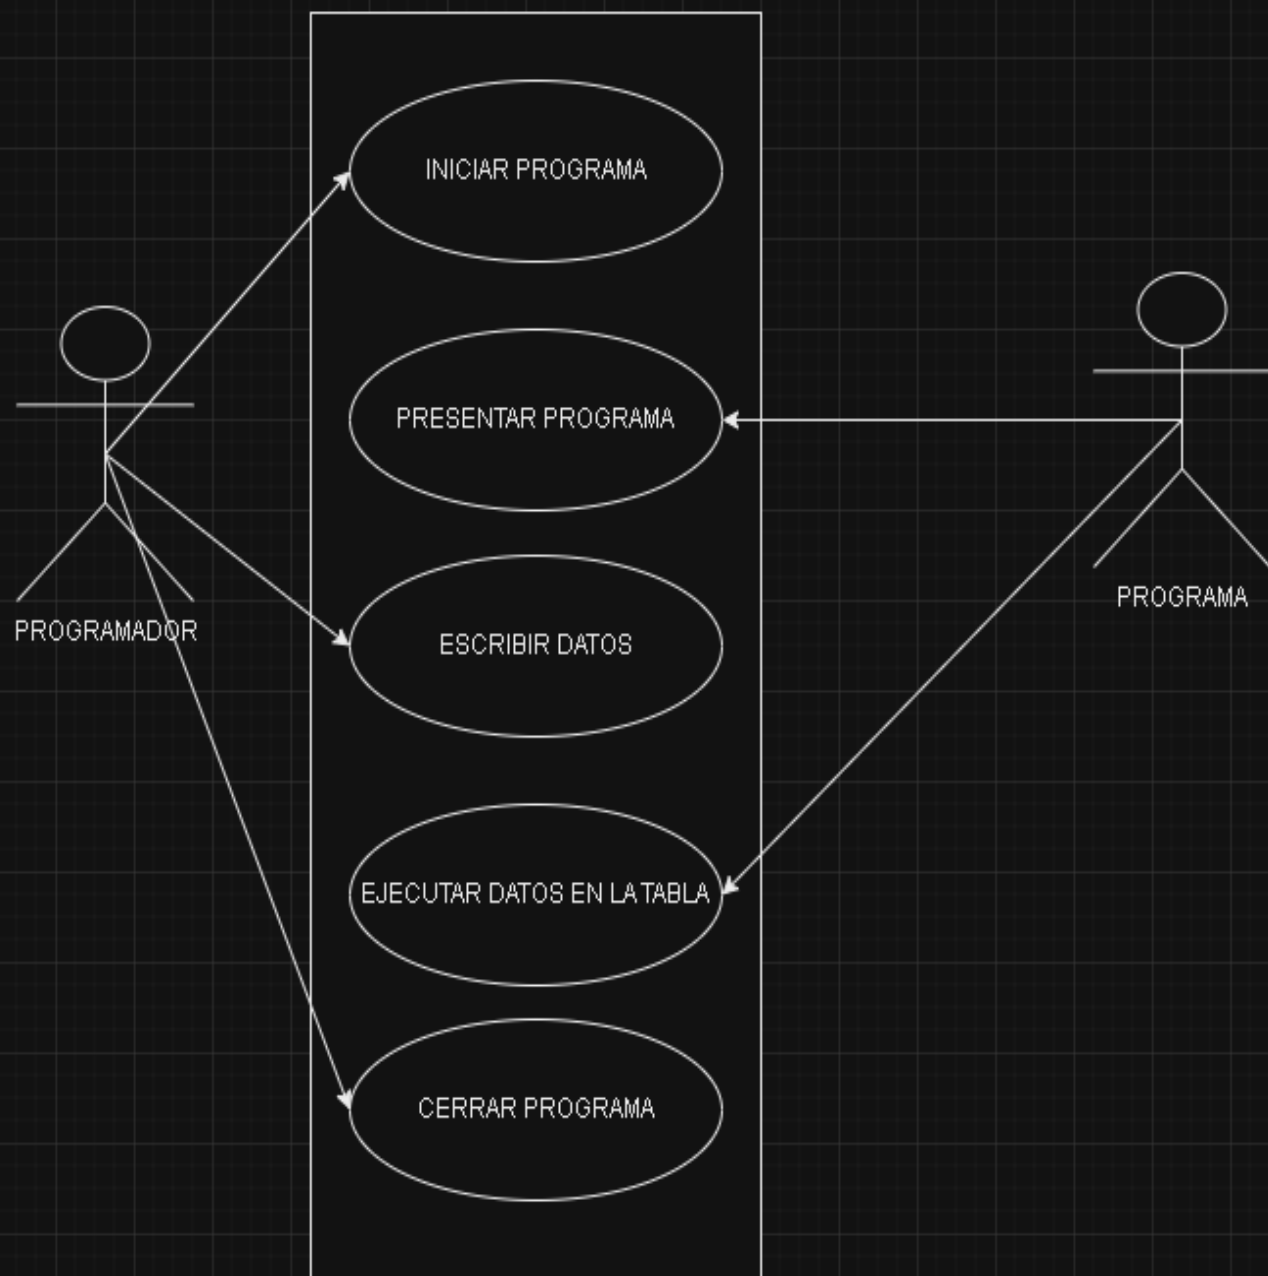 INICIAR PROGRAMA
PRESENTAR PROGRAMA
PROGRAMA
PROGRAMADOR
ESCRIBIR DATOS
EJECUTAR DATOS EN LA TABLA
CERRAR PROGRAMA